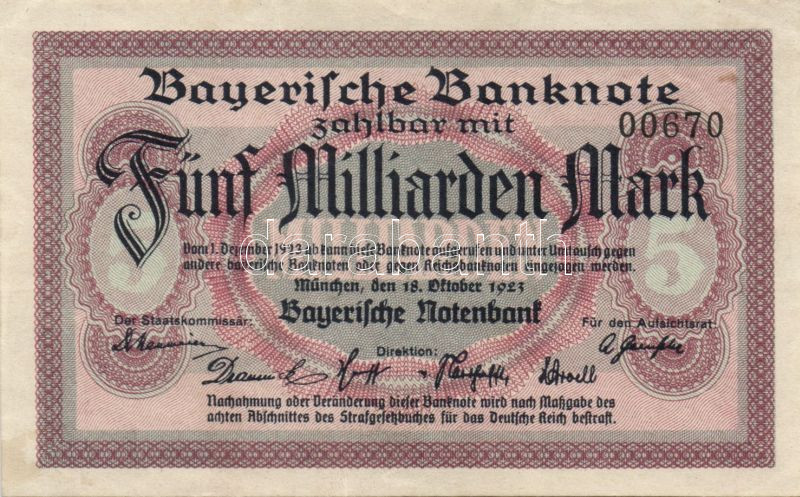 Bayeriſche Banknote
zahlbar mit
00670
Fünf Milliarden Mark
5 5
darabanth
Vom 1. Dezember 1923 ab kann dieſe Banknote aufgerufen und unter Umtauſch gegen
andere bayeriſche Banknoten oder gegen Reichsbanknoten eingezogen werden.
München, den 18. Oktober 1923
Bayeriſche Notenbank
Der Staatskommissär:
Für den Aufsichtsrat
Direktion:
Nachahmung oder Veränderung dieſer Banknote wird nach Maßgabe des
achten Abſchnittes des Strafgeſetzbuches für das Deutſche Reich beſtraft.